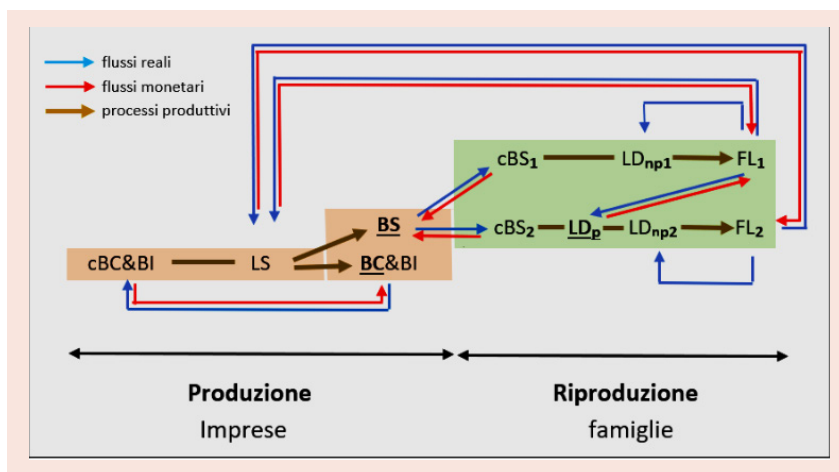 flussi reali
flussi monetari
processi produttivi
cBS₁ LDnp1 FL₁
BS cBS₂ LDp LDnp2 FL₂
cBC&BI LS BC&BI
Produzione Riproduzione
Imprese famiglie